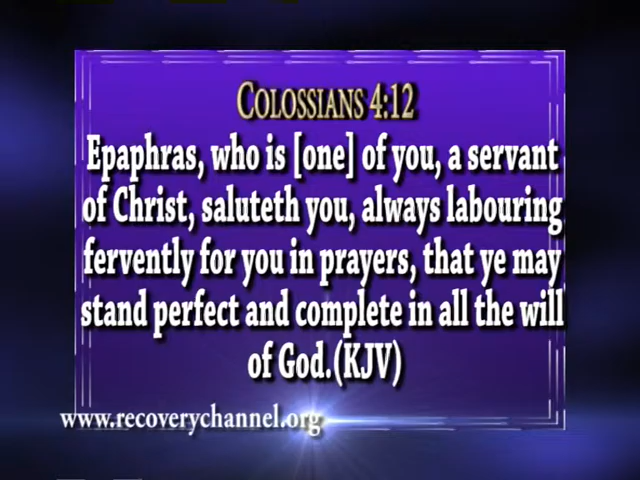 Colossians 4:12
Epaphras, who is [one] of you, a servant
of Christ, saluteth you, always labouring
fervently for you in prayers, that ye may
stand perfect and complete in all the will
of God.(KJV)
www.recoverychannel.org